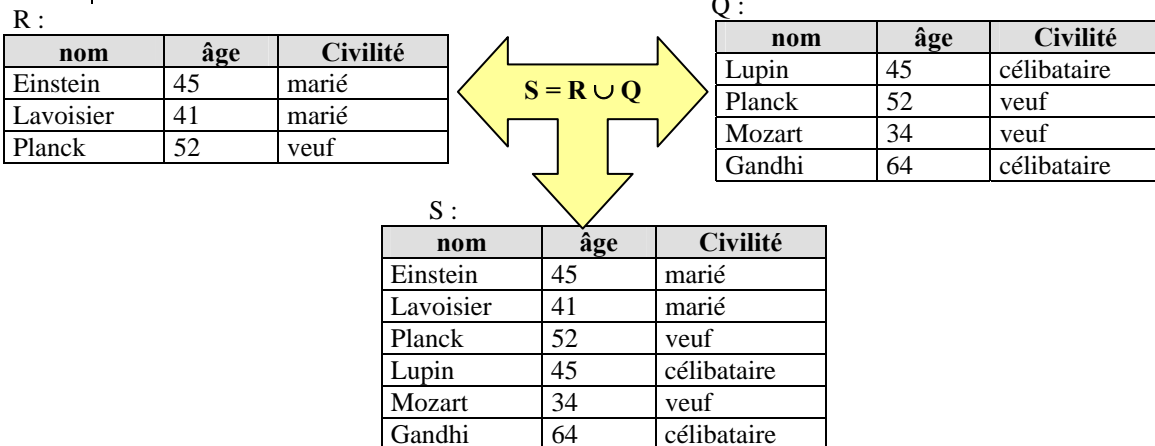 R :
nom âge Civilité
Einstein 45 marié
Lavoisier 41 marié
Planck 52 veuf
S = R ∪ Q
Q :
nom âge Civilité
Lupin 45 célibataire
Planck 52 veuf
Mozart 34 veuf
Gandhi 64 célibataire
S :
nom âge Civilité
Einstein 45 marié
Lavoisier 41 marié
Planck 52 veuf
Lupin 45 célibataire
Mozart 34 veuf
Gandhi 64 célibataire